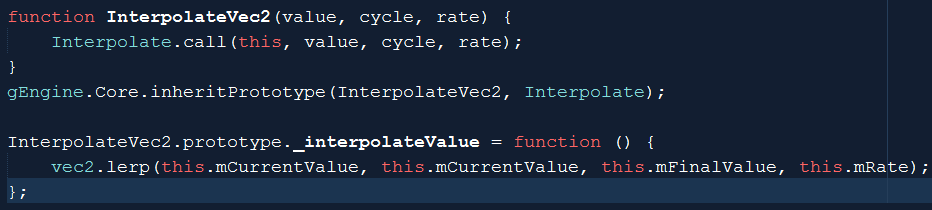 function InterpolateVec2(value, cycle, rate) {
    Interpolate.call(this, value, cycle, rate);
}
gEngine.Core.inheritPrototype(InterpolateVec2, Interpolate);

InterpolateVec2.prototype._interpolateValue = function () {
    vec2.lerp(this.mCurrentValue, this.mCurrentValue, this.mFinalValue, this.mRate);
};